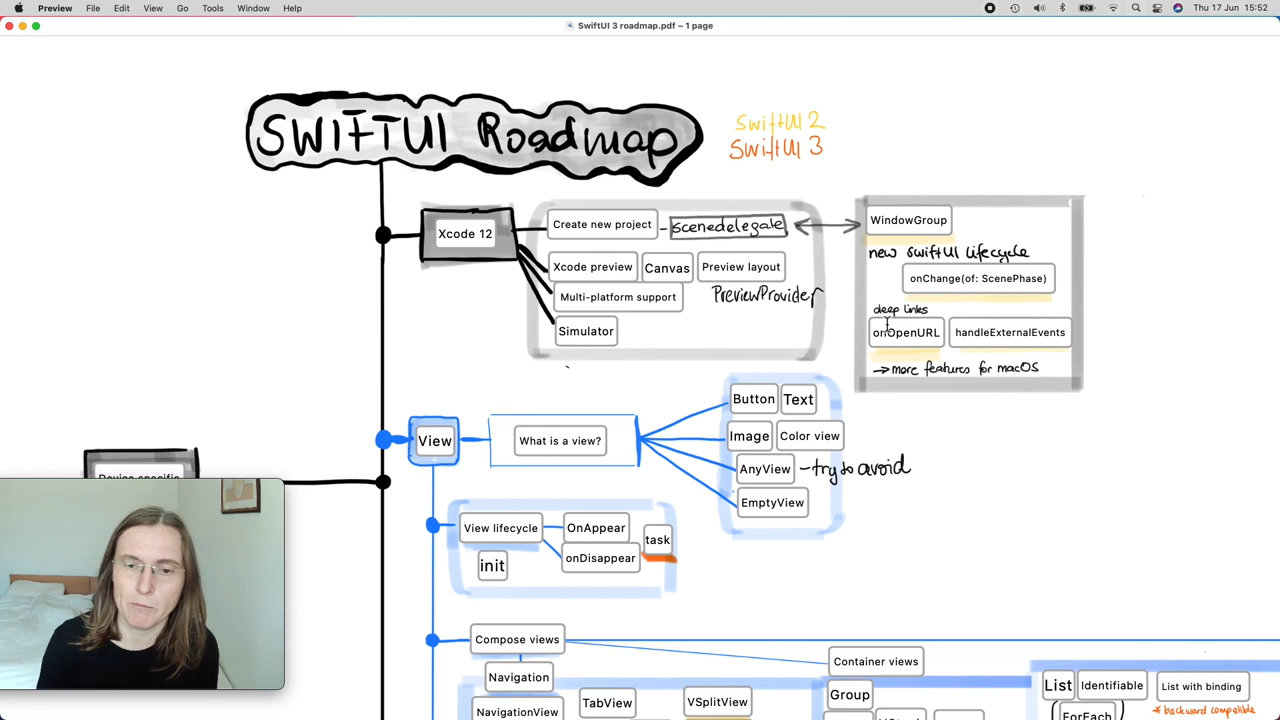 Preview File Edit View Go Tools Window Help Thu 17 Jun 15:52
SwiftUI 3 roadmap.pdf – 1 page
SWIFTUI Roadmap
SwiftUI 2
SwiftUI 3
Xcode 12
Create new project - scenedelegate
Xcode preview Canvas Preview layout
Multi-platform support PreviewProvider
Simulator
WindowGroup
new SwiftUI lifecycle
onChange(of: ScenePhase)
deep links
onOpenURL handleExternalEvents
→ more features for macOS
View
What is a view?
Button Text
Image Color view
AnyView - try to avoid
EmptyView
Device specific
View lifecycle OnAppear task
init onDisappear
Compose views
Navigation
NavigationView TabView VSplitView
Container views
Group
List Identifiable List with binding
ForEach * backward compatible